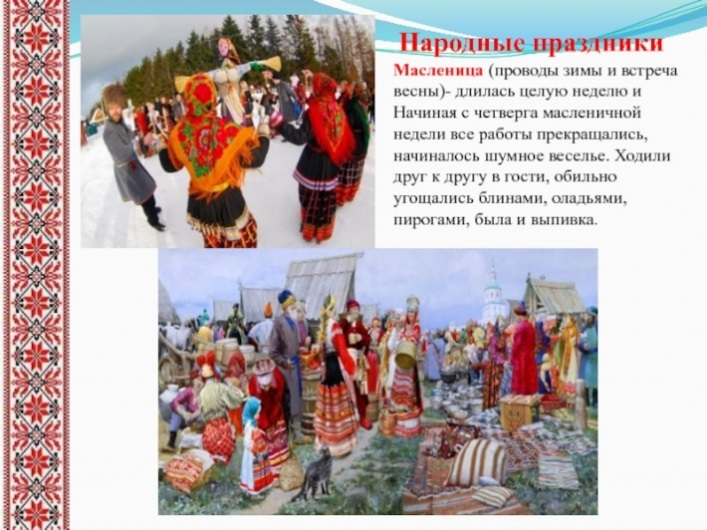 Народные праздники
Масленица (проводы зимы и встреча
весны)- длилась целую неделю и
Начиная с четверга масленичной
недели все работы прекращались,
начиналось шумное веселье. Ходили
друг к другу в гости, обильно
угощались блинами, оладьями,
пирогами, была и выпивка.